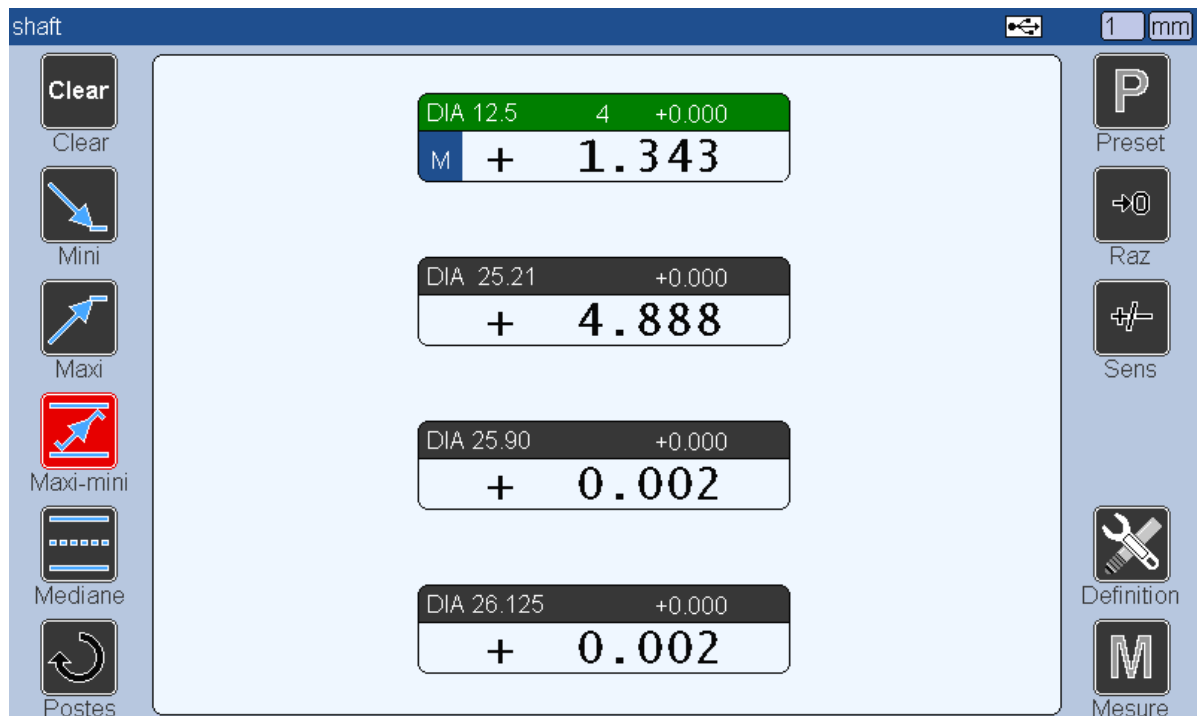 shaft
1 mm
Clear
Clear
Mini
Maxi
Maxi-mini
Mediane
Postes
DIA 12.5 4 +0.000
M + 1.343
DIA 25.21 +0.000
+ 4.888
DIA 25.90 +0.000
+ 0.002
DIA 26.125 +0.000
+ 0.002
P
Preset
0
Raz
+/-
Sens
Definition
M
Mesure